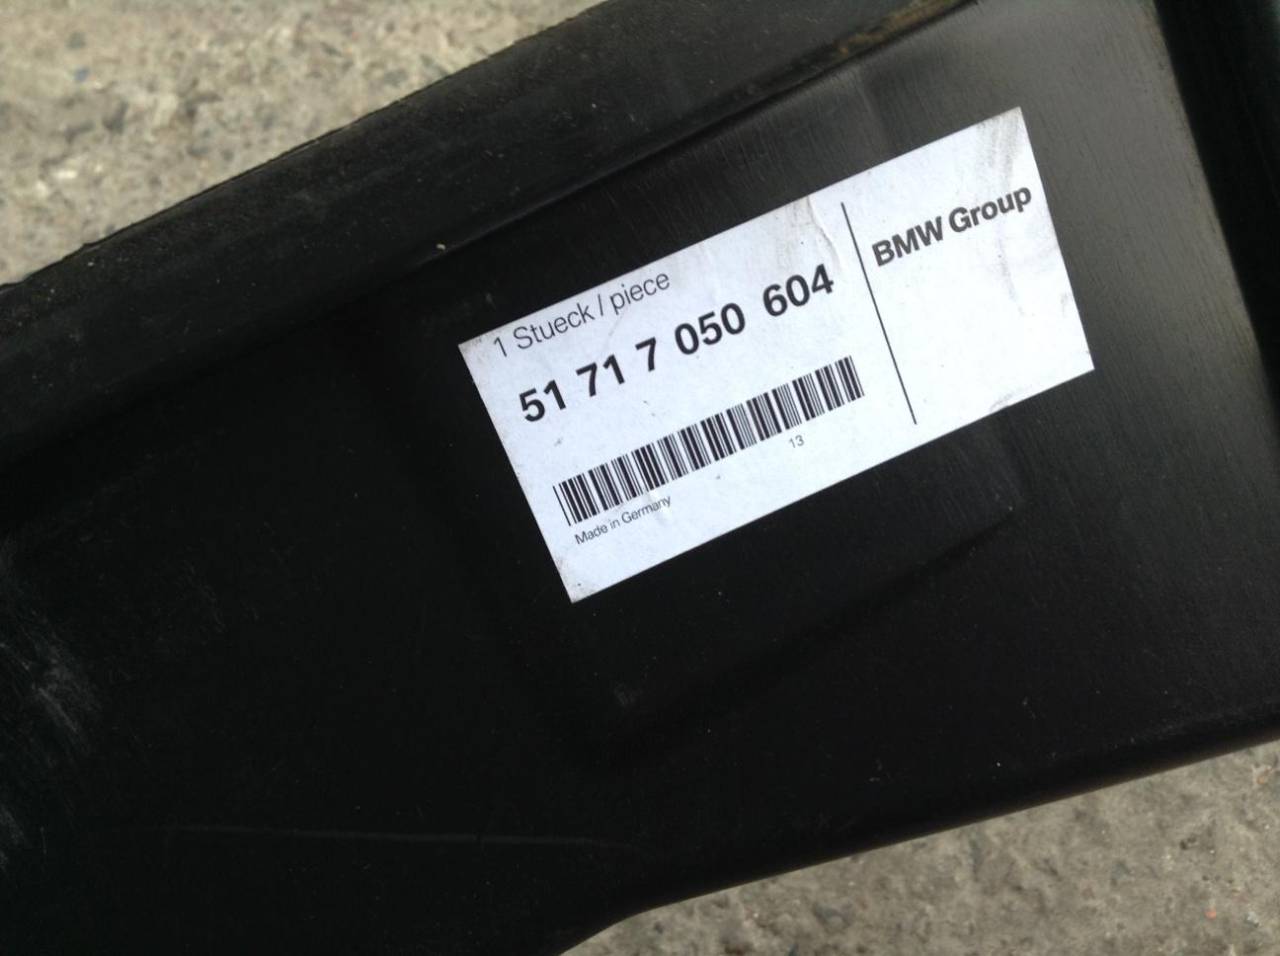 1 Stueck / piece
51 71 7 050 604
13
Made in Germany
BMW Group